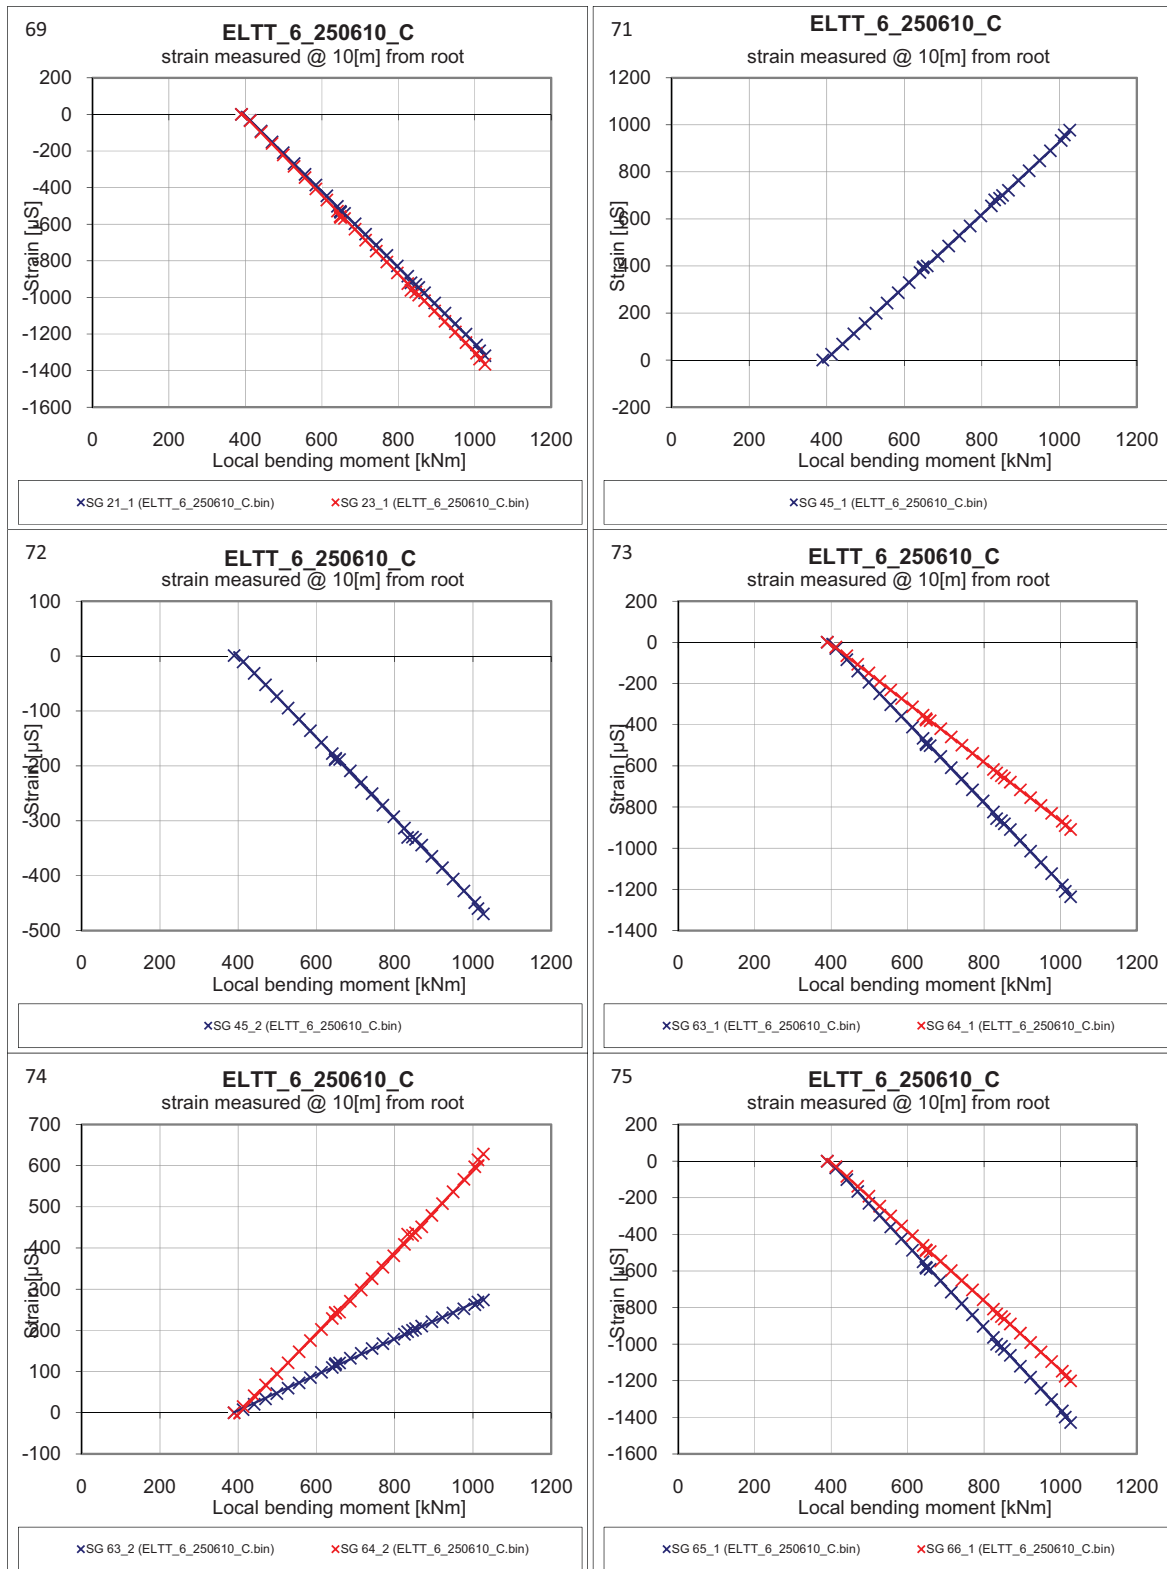 69
ELTT_6_250610_C
strain measured @ 10[m] from root
200
0
-200
-400
-600
-800
-1000
-1200
-1400
-1600
Strain [µS]
0 200 400 600 800 1000 1200
Local bending moment [kNm]
SG 21_1 (ELTT_6_250610_C.bin) SG 23_1 (ELTT_6_250610_C.bin)
71
ELTT_6_250610_C
strain measured @ 10[m] from root
1200
1000
800
600
400
200
0
-200
Strain [µS]
0 200 400 600 800 1000 1200
Local bending moment [kNm]
SG 45_1 (ELTT_6_250610_C.bin)
72
ELTT_6_250610_C
strain measured @ 10[m] from root
100
0
-100
-200
-300
-400
-500
Strain [µS]
0 200 400 600 800 1000 1200
Local bending moment [kNm]
SG 45_2 (ELTT_6_250610_C.bin)
73
ELTT_6_250610_C
strain measured @ 10[m] from root
200
0
-200
-400
-600
-800
-1000
-1200
-1400
Strain [µS]
0 200 400 600 800 1000 1200
Local bending moment [kNm]
SG 63_1 (ELTT_6_250610_C.bin) SG 64_1 (ELTT_6_250610_C.bin)
74
ELTT_6_250610_C
strain measured @ 10[m] from root
700
600
500
400
300
200
100
0
-100
Strain[µS]
0 200 400 600 800 1000 1200
Local bending moment [kNm]
SG 63_2 (ELTT_6_250610_C.bin) SG 64_2 (ELTT_6_250610_C.bin)
75
ELTT_6_250610_C
strain measured @ 10[m] from root
200
0
-200
-400
-600
-800
-1000
-1200
-1400
-1600
Strain [µS]
0 200 400 600 800 1000 1200
Local bending moment [kNm]
SG 65_1 (ELTT_6_250610_C.bin) SG 66_1 (ELTT_6_250610_C.bin)